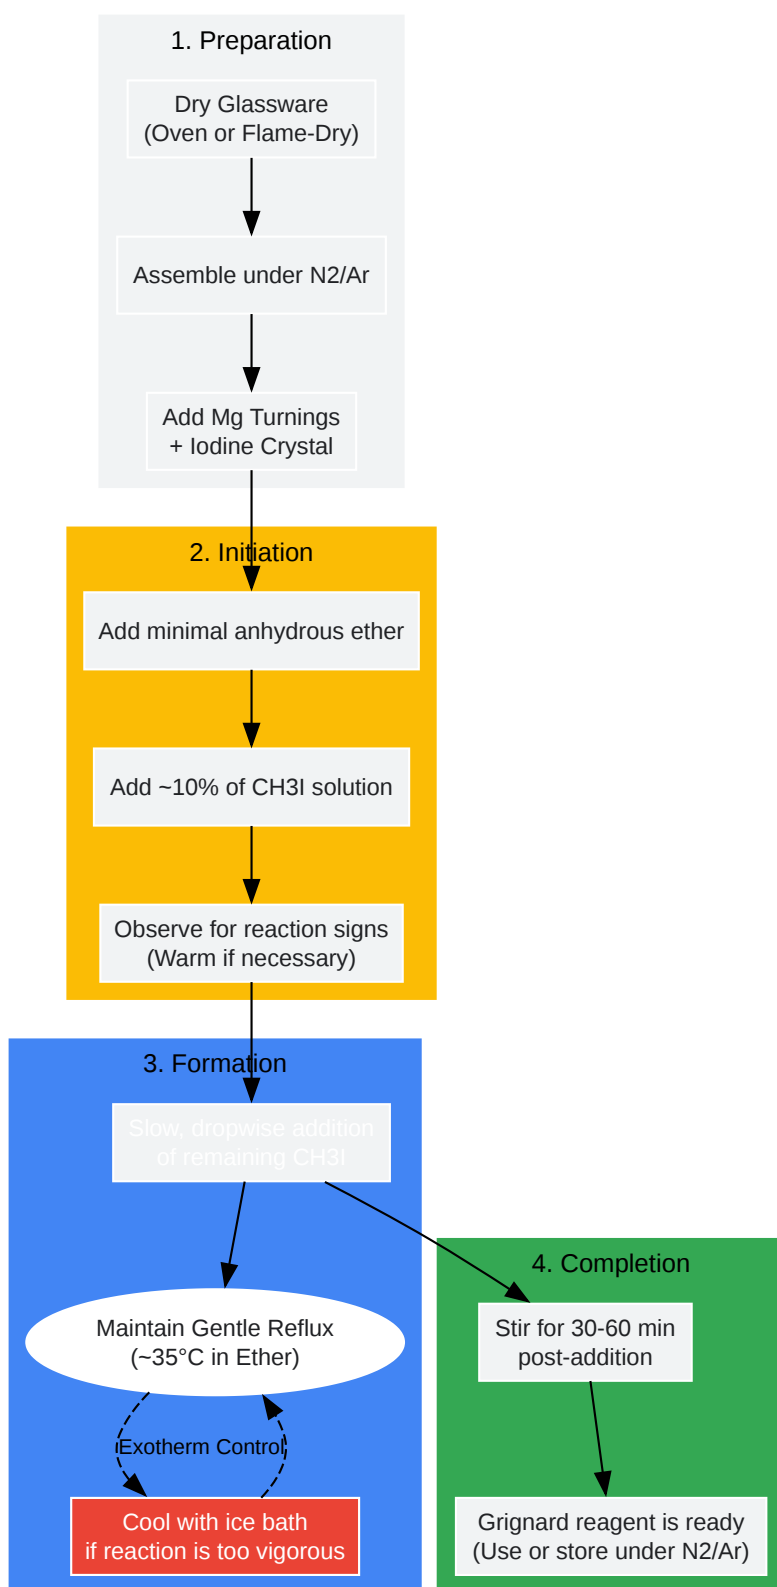 1. Preparation
Dry Glassware
(Oven or Flame-Dry)
Assemble under N2/Ar
Add Mg Turnings
+ Iodine Crystal
2. Initiation
Add minimal anhydrous ether
Add ~10% of CH3I solution
Observe for reaction signs
(Warm if necessary)
3. Formation
Slow, dropwise addition
of remaining CH3I
Maintain Gentle Reflux
(~35°C in Ether)
Exotherm Control
Cool with ice bath
if reaction is too vigorous
4. Completion
Stir for 30-60 min
post-addition
Grignard reagent is ready
(Use or store under N2/Ar)